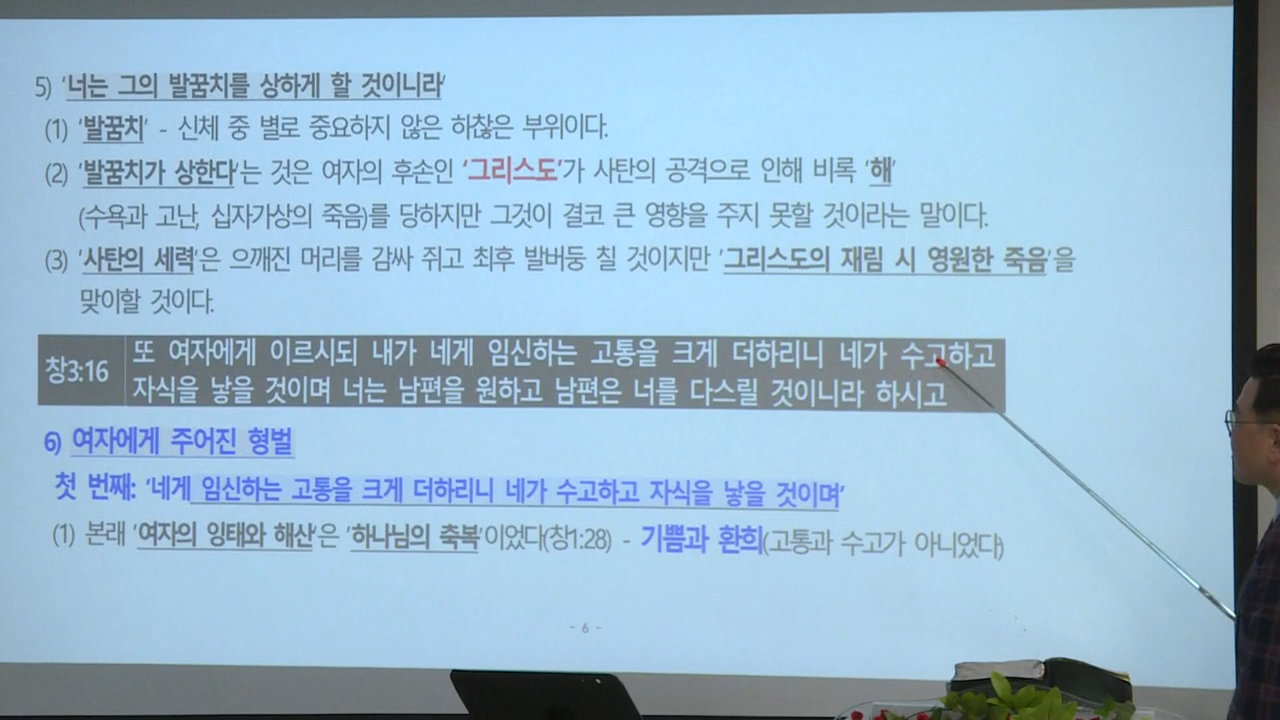 5) '너는 그의 발꿈치를 상하게 할 것이니라'
(1) '발꿈치' - 신체 중 별로 중요하지 않은 하찮은 부위이다.
(2) '발꿈치가 상한다'는 것은 여자의 후손인 '그리스도'가 사탄의 공격으로 인해 비록 '해'
(수욕과 고난, 십자가상의 죽음)를 당하지만 그것이 결코 큰 영향을 주지 못할 것이라는 말이다.
(3) '사탄의 세력'은 으깨진 머리를 감싸 쥐고 최후 발버둥 칠 것이지만 '그리스도의 재림 시 영원한 죽음'을
맞이할 것이다.
창3:16
또 여자에게 이르시되 내가 네게 임신하는 고통을 크게 더하리니 네가 수고하고
자식을 낳을 것이며 너는 남편을 원하고 남편은 너를 다스릴 것이니라 하시고
6) 여자에게 주어진 형벌
첫 번째: '네게 임신하는 고통을 크게 더하리니 네가 수고하고 자식을 낳을 것이며'
(1) 본래 '여자의 잉태와 해산'은 '하나님의 축복'이었다(창1:28) - 기쁨과 환희(고통과 수고가 아니었다)
- 6 -